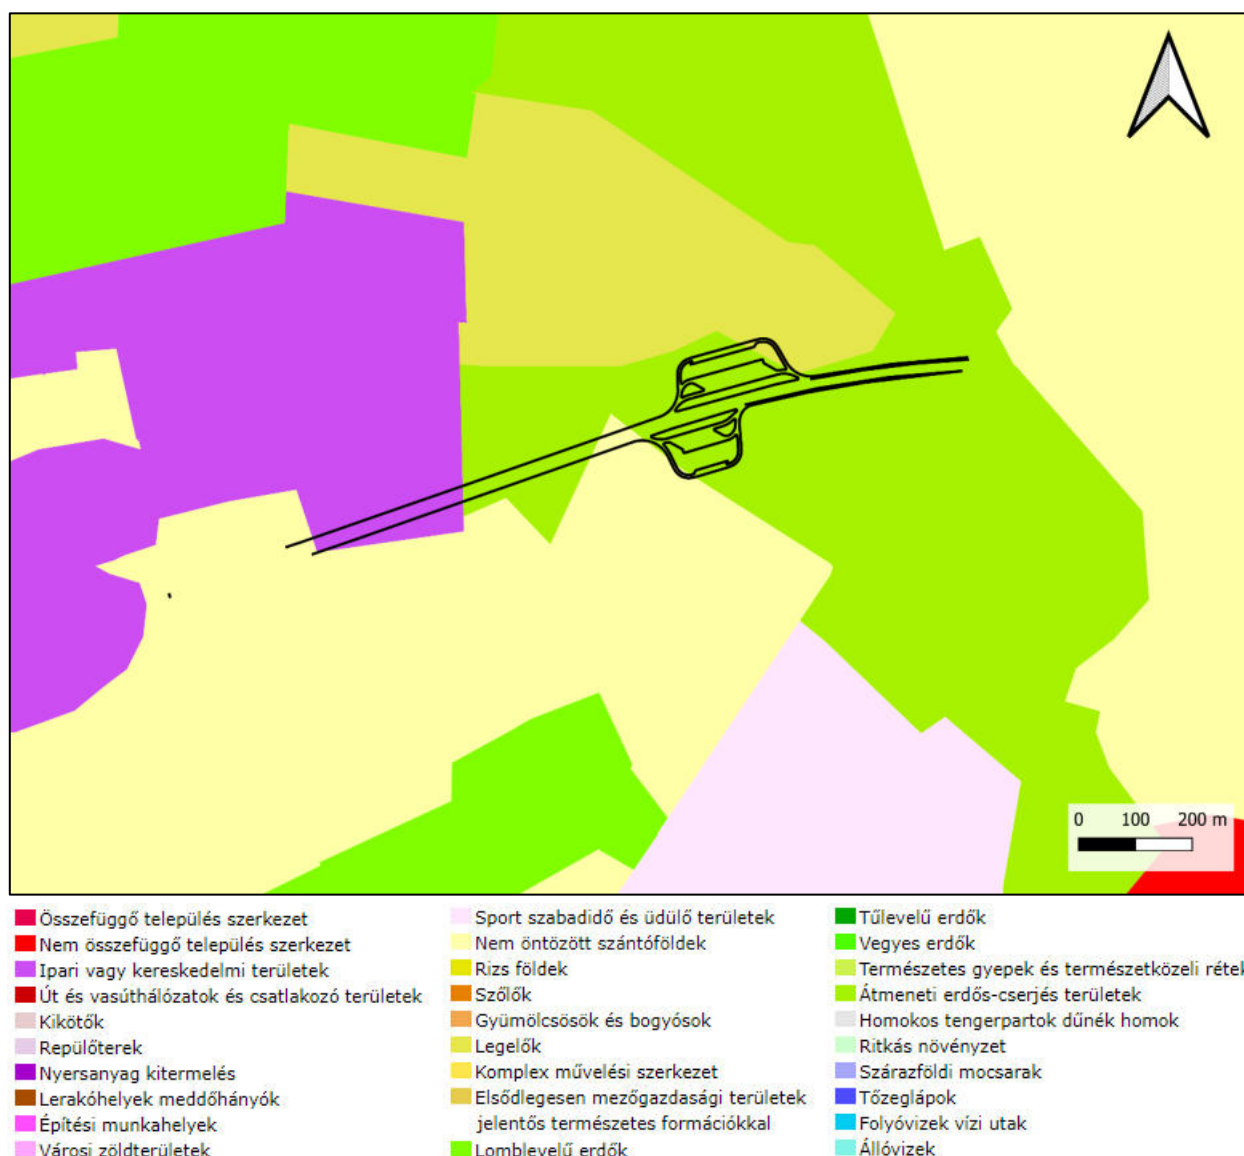 0 100 200 m
Összefüggő település szerkezet
Nem összefüggő település szerkezet
Ipari vagy kereskedelmi területek
Út és vasúthálózatok és csatlakozó területek
Kikötők
Repülőterek
Nyersanyag kitermelés
Lerakóhelyek meddőhányók
Építési munkahelyek
Városi zöldterületek
Sport szabadidő és üdülő területek
Nem öntözött szántóföldek
Rizs földek
Szőlők
Gyümölcsösök és bogyósok
Legelők
Komplex művelési szerkezet
Elsődlegesen mezőgazdasági területek
jelentős természetes formációkkal
Lomblevelű erdők
Tűlevelű erdők
Vegyes erdők
Természetes gyepek és természetközeli rétek
Átmeneti erdős-cserjés területek
Homokos tengerpartok dűnék homok
Ritkás növényzet
Szárazföldi mocsarak
Tőzeglápok
Folyóvizek vízi utak
Állóvizek